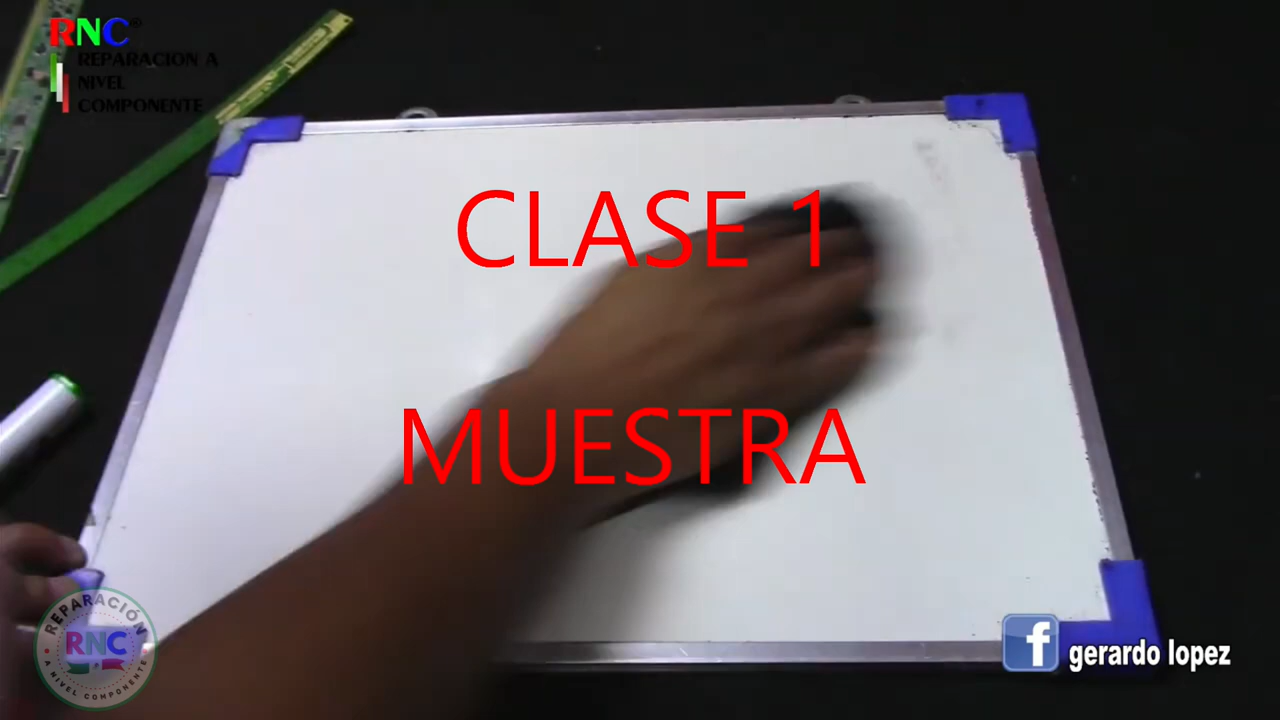 RNC®
REPARACION A
NIVEL
COMPONENTE
CLASE 1
MUESTRA
REPARACIÓN
RNC
A NIVEL COMPONENTE
f gerardo lopez